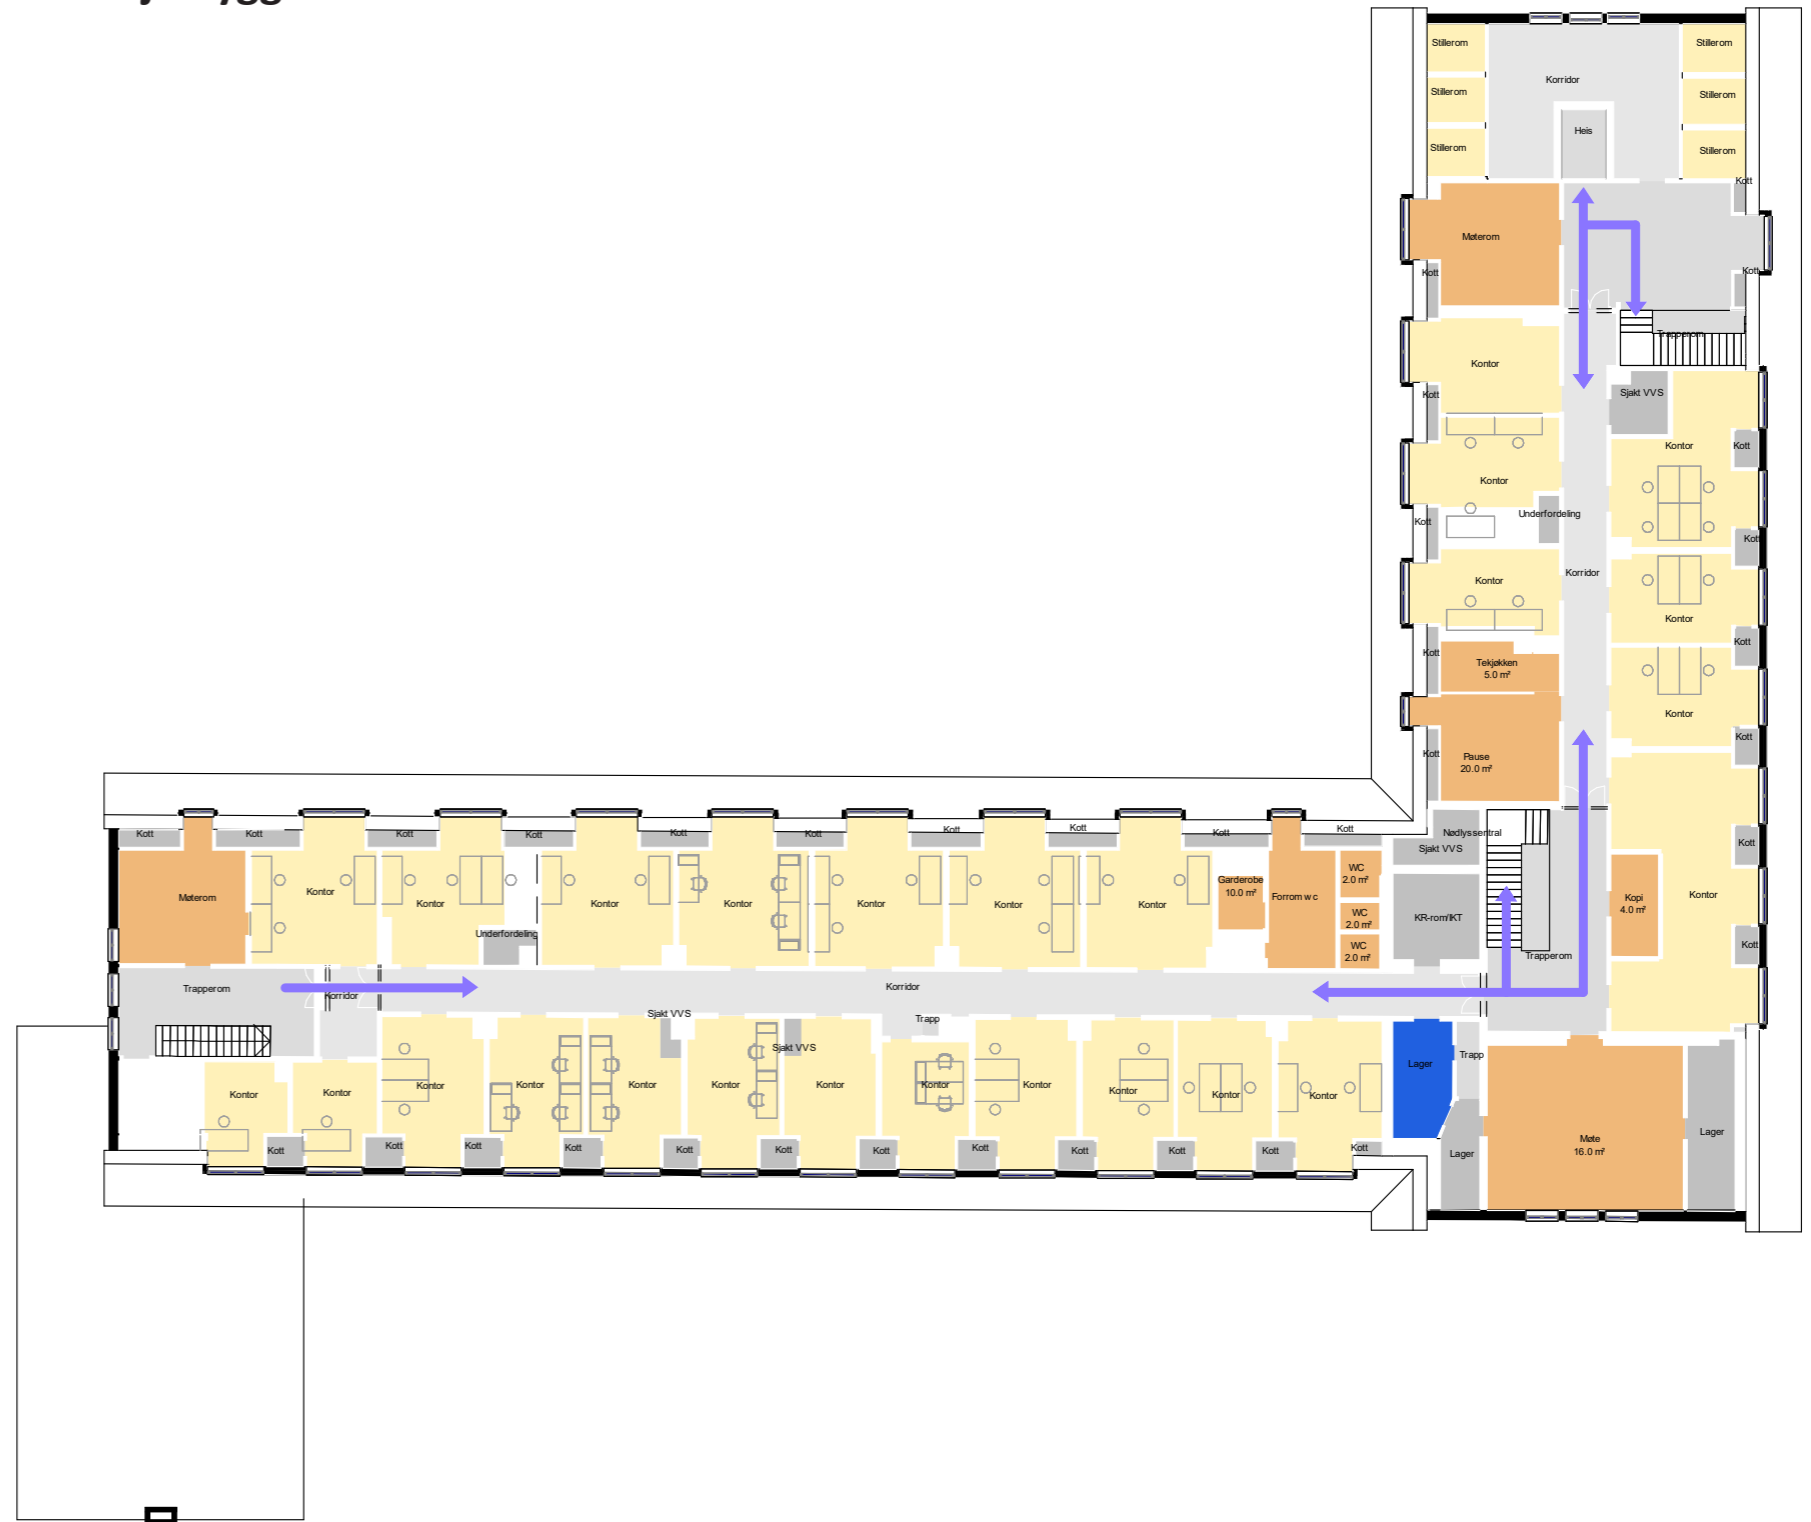 Stillerom
Stillerom
Korridor
Stillerom
Stillerom
Heis
Stillerom
Stillerom
Kott
Møterom
Kott
Kott
Trapperom
Kontor
Sjakt VVS
Kott
Kontor
Kott
Kontor
Underfordeling
Kott
Kott
Korridor
Kontor
Kontor
Kott
Kott
Tekjøkken
5.0 m²
Kontor
Kott
Kott
Pause
20.0 m²
Kott
Kott
Kott
Kott
Kott
Kott
Kott
Kott
Kott
Kott
Nødlyssentral
Sjakt VVS
Kott
Møterom
Kontor
Kontor
Kontor
Kontor
Kontor
Kontor
Kontor
Garderobe
10.0 m²
Forrom wc
WC
2.0 m²
WC
2.0 m²
WC
2.0 m²
KR-rom/IKT
Kopi
4.0 m²
Kontor
Underfordeling
Kott
Trapperom
Trapperom
Korridor
Korridor
Sjakt VVS
Trapp
Sjakt VVS
Kontor
Kontor
Kontor
Kontor
Kontor
Kontor
Kontor
Kontor
Kontor
Kontor
Kontor
Kontor
Lager
Trapp
Kott
Kott
Kott
Kott
Kott
Kott
Kott
Kott
Kott
Kott
Kott
Kott
Lager
Møte
16.0 m²
Lager